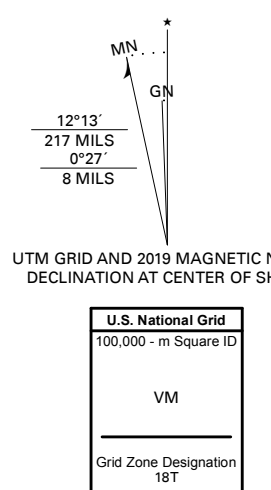 ★
MN
GN
12°13´
217 MILS
0°27´
8 MILS
UTM GRID AND 2019 MAGNETIC N
DECLINATION AT CENTER OF SH
U.S. National Grid
100,000 - m Square ID
VM
Grid Zone Designation
18T